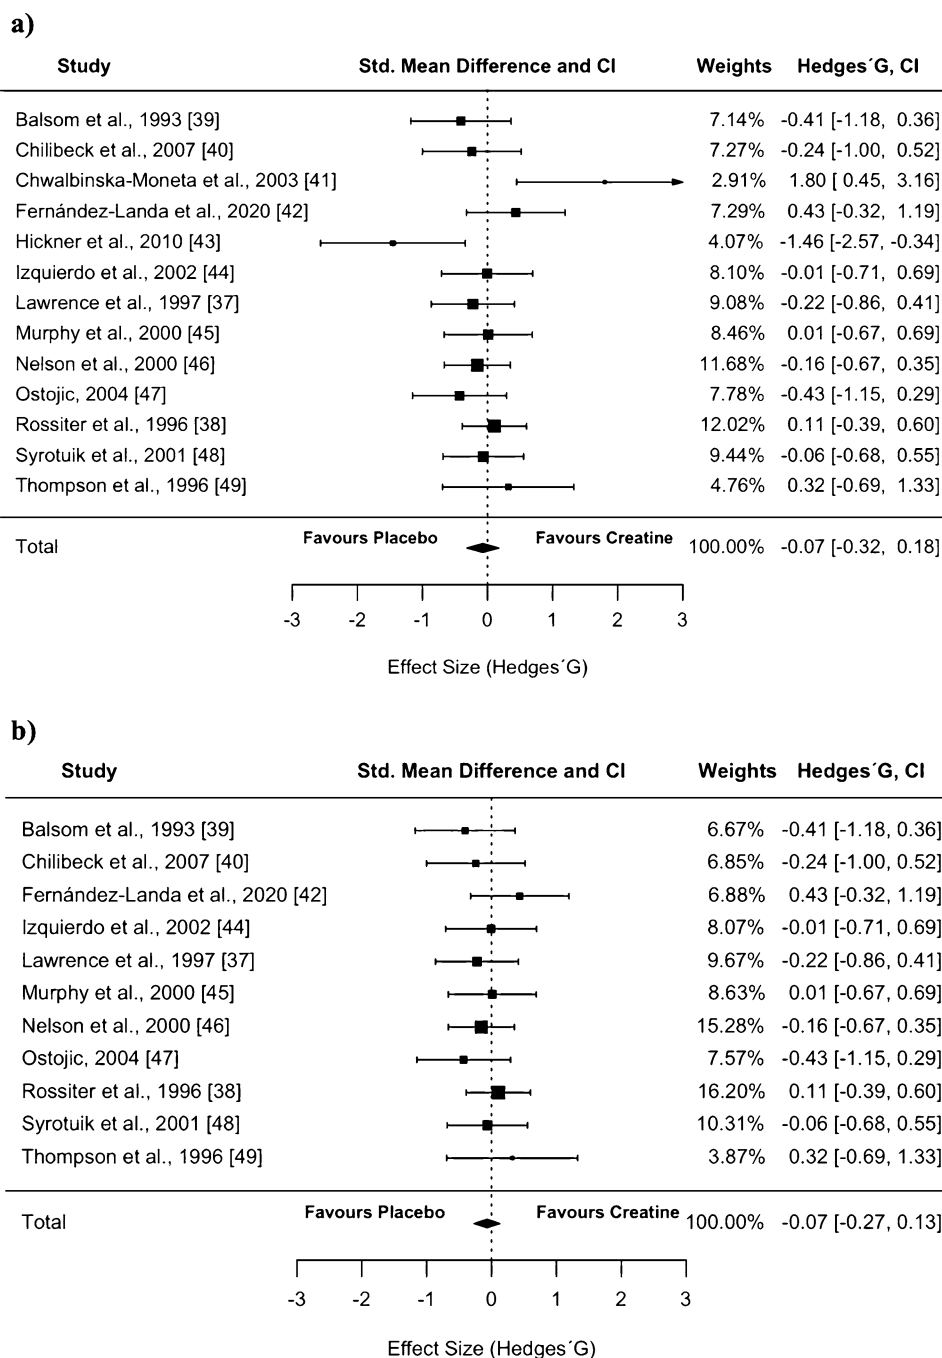 a)
Study Std. Mean Difference and CI Weights Hedges´G, CI
Balsom et al., 1993 [39] 7.14% -0.41 [-1.18, 0.36]
Chilibeck et al., 2007 [40] 7.27% -0.24 [-1.00, 0.52]
Chwalbinska-Moneta et al., 2003 [41] 2.91% 1.80 [ 0.45, 3.16]
Fernández-Landa et al., 2020 [42] 7.29% 0.43 [-0.32, 1.19]
Hickner et al., 2010 [43] 4.07% -1.46 [-2.57, -0.34]
Izquierdo et al., 2002 [44] 8.10% -0.01 [-0.71, 0.69]
Lawrence et al., 1997 [37] 9.08% -0.22 [-0.86, 0.41]
Murphy et al., 2000 [45] 8.46% 0.01 [-0.67, 0.69]
Nelson et al., 2000 [46] 11.68% -0.16 [-0.67, 0.35]
Ostojic, 2004 [47] 7.78% -0.43 [-1.15, 0.29]
Rossiter et al., 1996 [38] 12.02% 0.11 [-0.39, 0.60]
Syrotuik et al., 2001 [48] 9.44% -0.06 [-0.68, 0.55]
Thompson et al., 1996 [49] 4.76% 0.32 [-0.69, 1.33]
Favours Placebo Favours Creatine
Total 100.00% -0.07 [-0.32, 0.18]
-3 -2 -1 0 1 2 3
Effect Size (Hedges´G)
b)
Study Std. Mean Difference and CI Weights Hedges´G, CI
Balsom et al., 1993 [39] 6.67% -0.41 [-1.18, 0.36]
Chilibeck et al., 2007 [40] 6.85% -0.24 [-1.00, 0.52]
Fernández-Landa et al., 2020 [42] 6.88% 0.43 [-0.32, 1.19]
Izquierdo et al., 2002 [44] 8.07% -0.01 [-0.71, 0.69]
Lawrence et al., 1997 [37] 9.67% -0.22 [-0.86, 0.41]
Murphy et al., 2000 [45] 8.63% 0.01 [-0.67, 0.69]
Nelson et al., 2000 [46] 15.28% -0.16 [-0.67, 0.35]
Ostojic, 2004 [47] 7.57% -0.43 [-1.15, 0.29]
Rossiter et al., 1996 [38] 16.20% 0.11 [-0.39, 0.60]
Syrotuik et al., 2001 [48] 10.31% -0.06 [-0.68, 0.55]
Thompson et al., 1996 [49] 3.87% 0.32 [-0.69, 1.33]
Favours Placebo Favours Creatine
Total 100.00% -0.07 [-0.27, 0.13]
-3 -2 -1 0 1 2 3
Effect Size (Hedges´G)